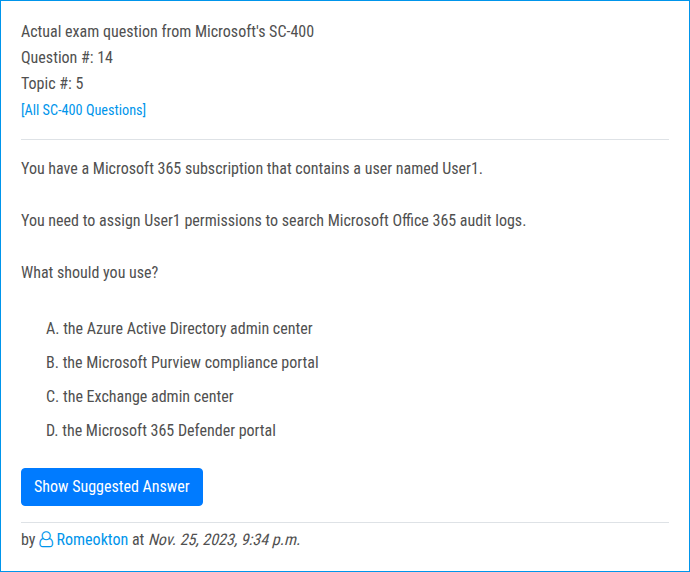 Actual exam question from Microsoft's SC-400
Question #: 14
Topic #: 5
[All SC-400 Questions]
You have a Microsoft 365 subscription that contains a user named User1.
You need to assign User1 permissions to search Microsoft Office 365 audit logs.
What should you use?
A. the Azure Active Directory admin center
B. the Microsoft Purview compliance portal
C. the Exchange admin center
D. the Microsoft 365 Defender portal
Show Suggested Answer
by Romeokton at Nov. 25, 2023, 9:34 p.m.